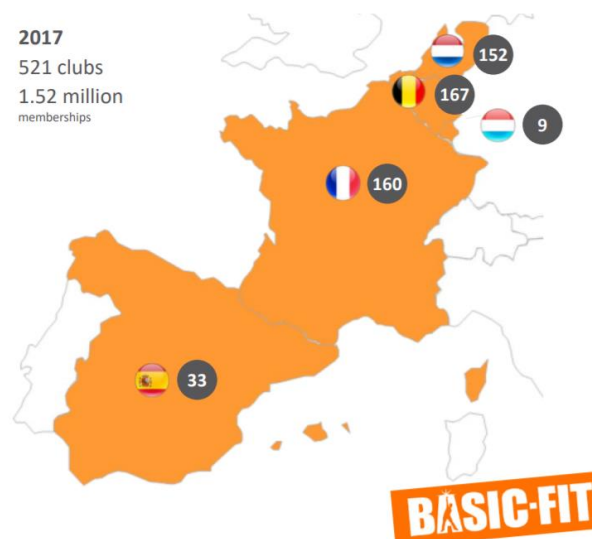 2017
521 clubs
1.52 million
memberships
152
167
9
160
33
BASIC-FIT